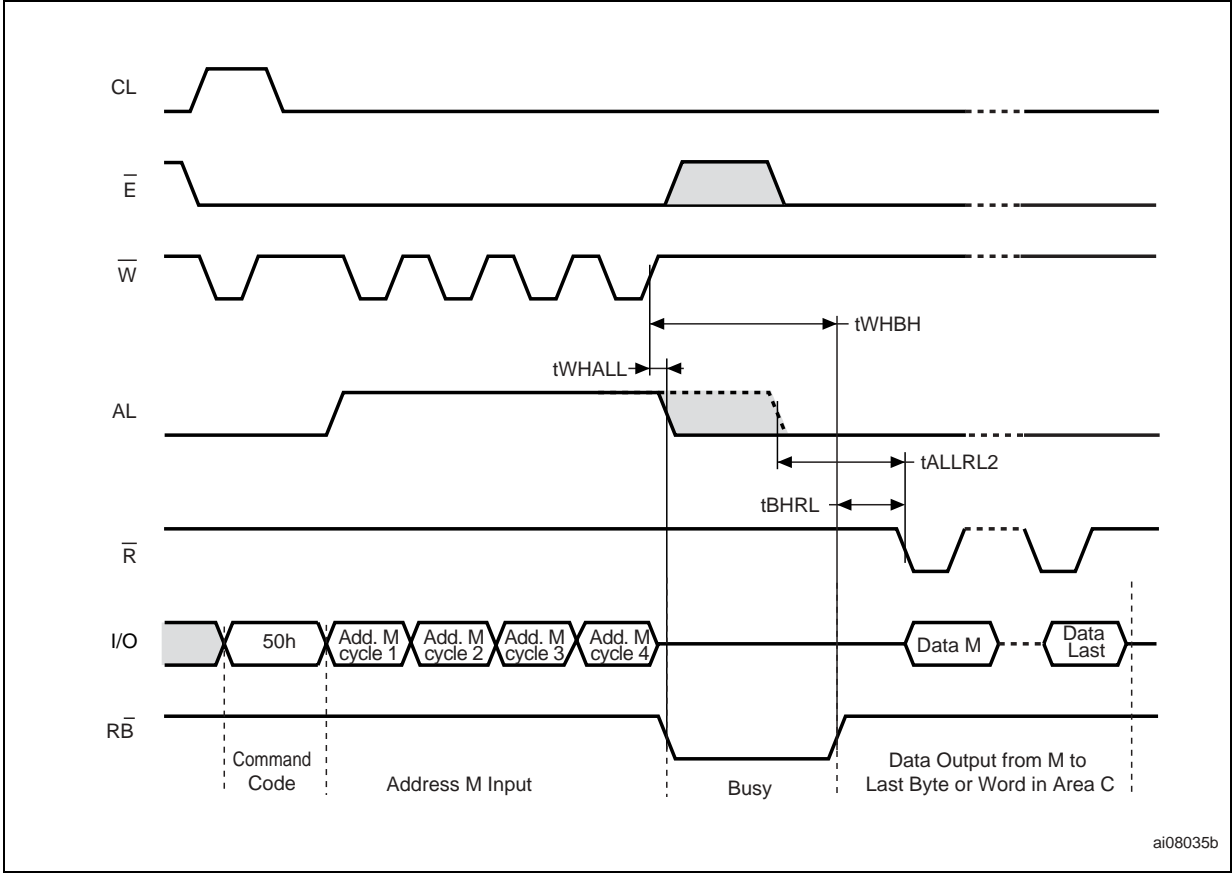 CL
E̅
W̅
tWHBH
tWHALL
AL
tALLRL2
tBHRL
R̅
I/O
50h
Add. M
cycle 1
Add. M
cycle 2
Add. M
cycle 3
Add. M
cycle 4
Data M
Data
Last
RB̅
Command
Code
Address M Input
Busy
Data Output from M to
Last Byte or Word in Area C
ai08035b